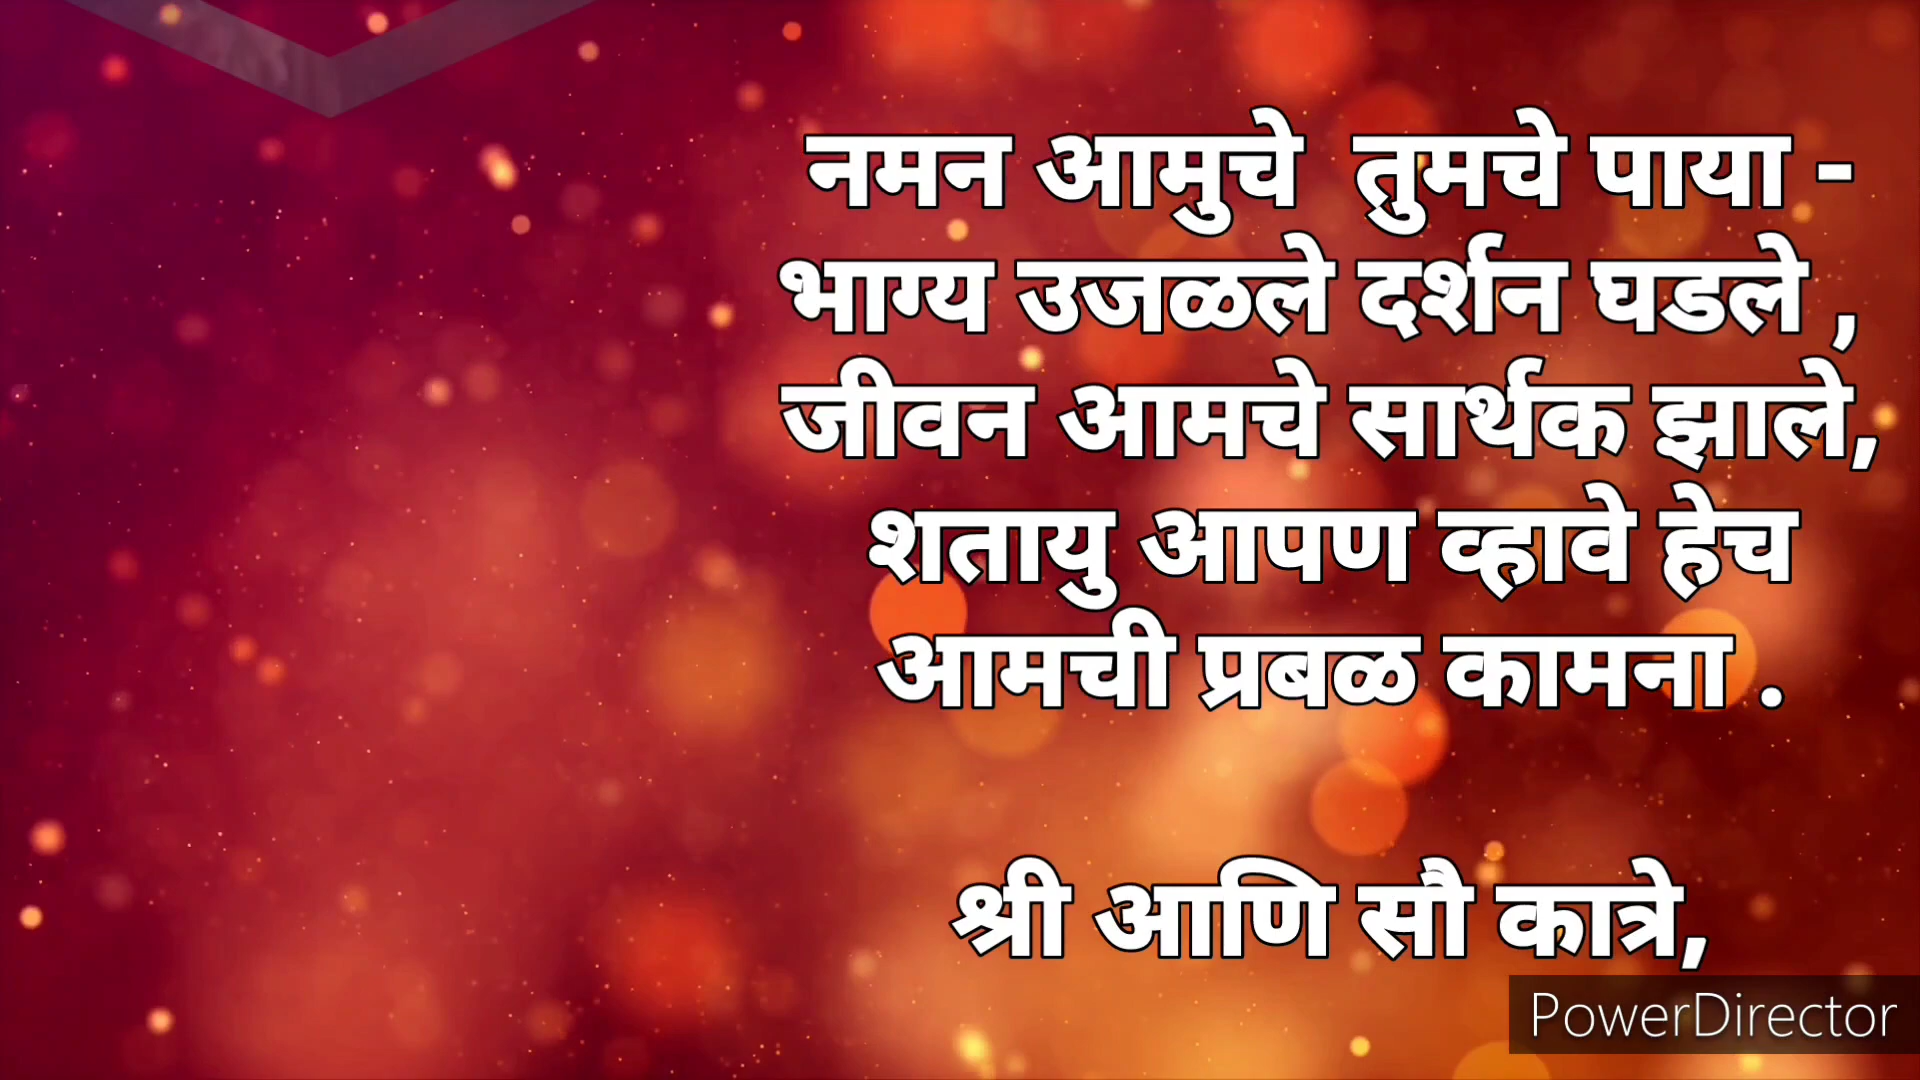 नमन आमुचे  तुमचे पाया -
भाग्य उजळले दर्शन घडले ,
जीवन आमचे सार्थक झाले,
शतायु आपण व्हावे हेच
आमची प्रबळ कामना .
श्री आणि सौ कात्रे,
PowerDirector